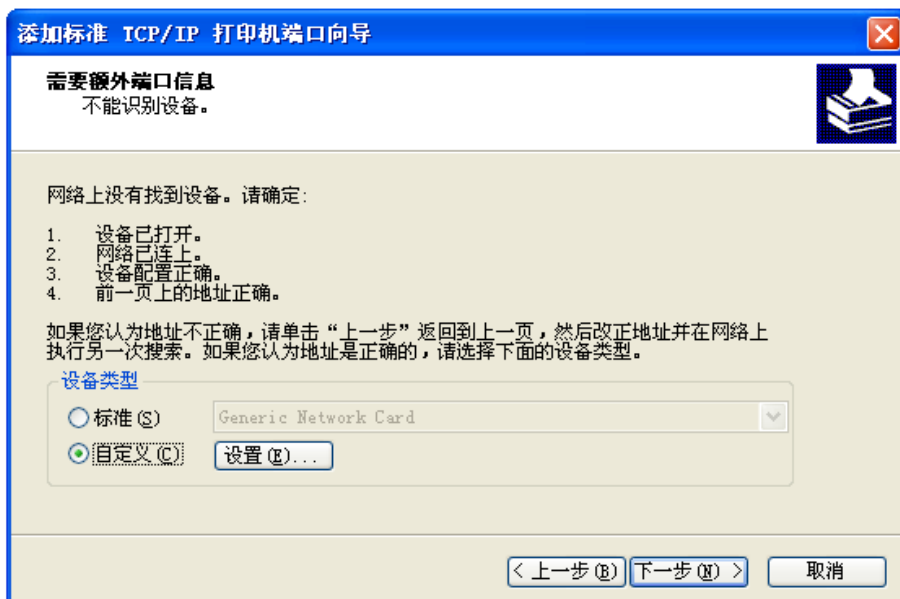 添加标准 TCP/IP 打印机端口向导
需要额外端口信息
不能识别设备。
网络上没有找到设备。请确定:
1. 设备已打开。
2. 网络已连上。
3. 设备配置正确。
4. 前一页上的地址正确。
如果您认为地址不正确，请单击“上一步”返回到上一页，然后改正地址并在网络上
执行另一次搜索。如果您认为地址是正确的，请选择下面的设备类型。
设备类型
标准(S) Generic Network Card
自定义(C) 设置(E)...
< 上一步(B) 下一步(N) > 取消